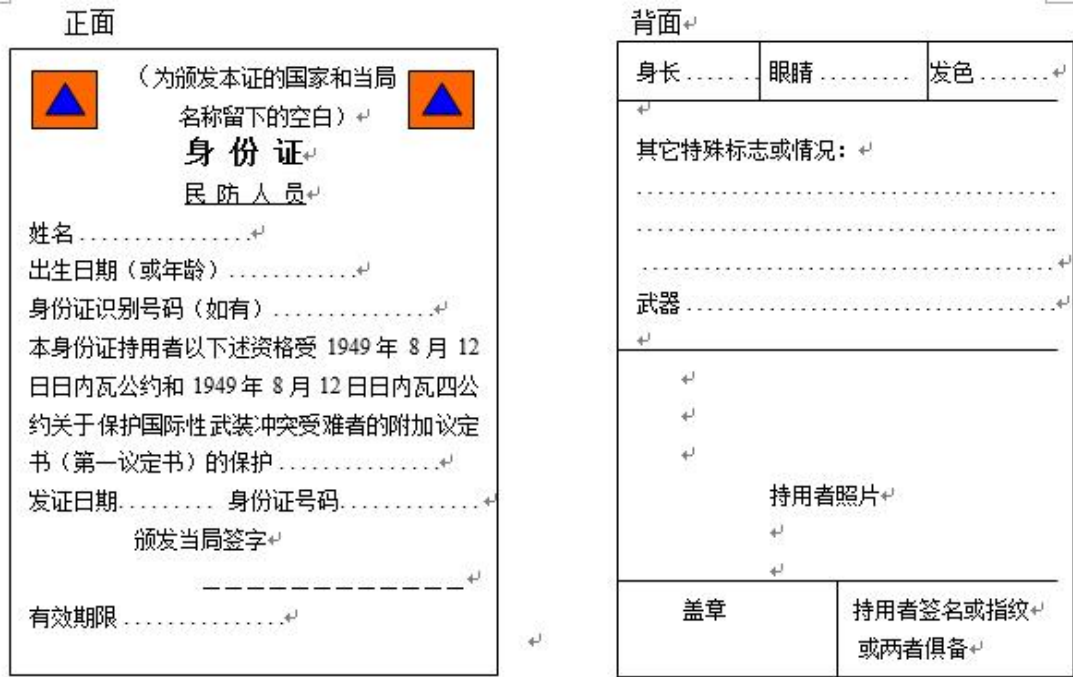 正面
（为颁发本证的国家和当局
名称留下的空白）
身 份 证
民 防 人 员
姓名................
出生日期（或年龄）............
身份证识别号码（如有）...............
本身份证持用者以下述资格受 1949 年 8 月 12
日日内瓦公约和 1949 年 8 月 12 日日内瓦四公
约关于保护国际性武装冲突受难者的附加议定
书（第一议定书）的保护...............
发证日期......... 身份证号码.............
颁发当局签字
_ _ _ _ _ _ _ _ _ _ _ _ _
有效期限...............
背面
身长....... 眼睛......... 发色.......
其它特殊标志或情况：
.......................................
.......................................
.......................................
武器...................................
持用者照片
盖章
持用者签名或指纹
或两者俱备